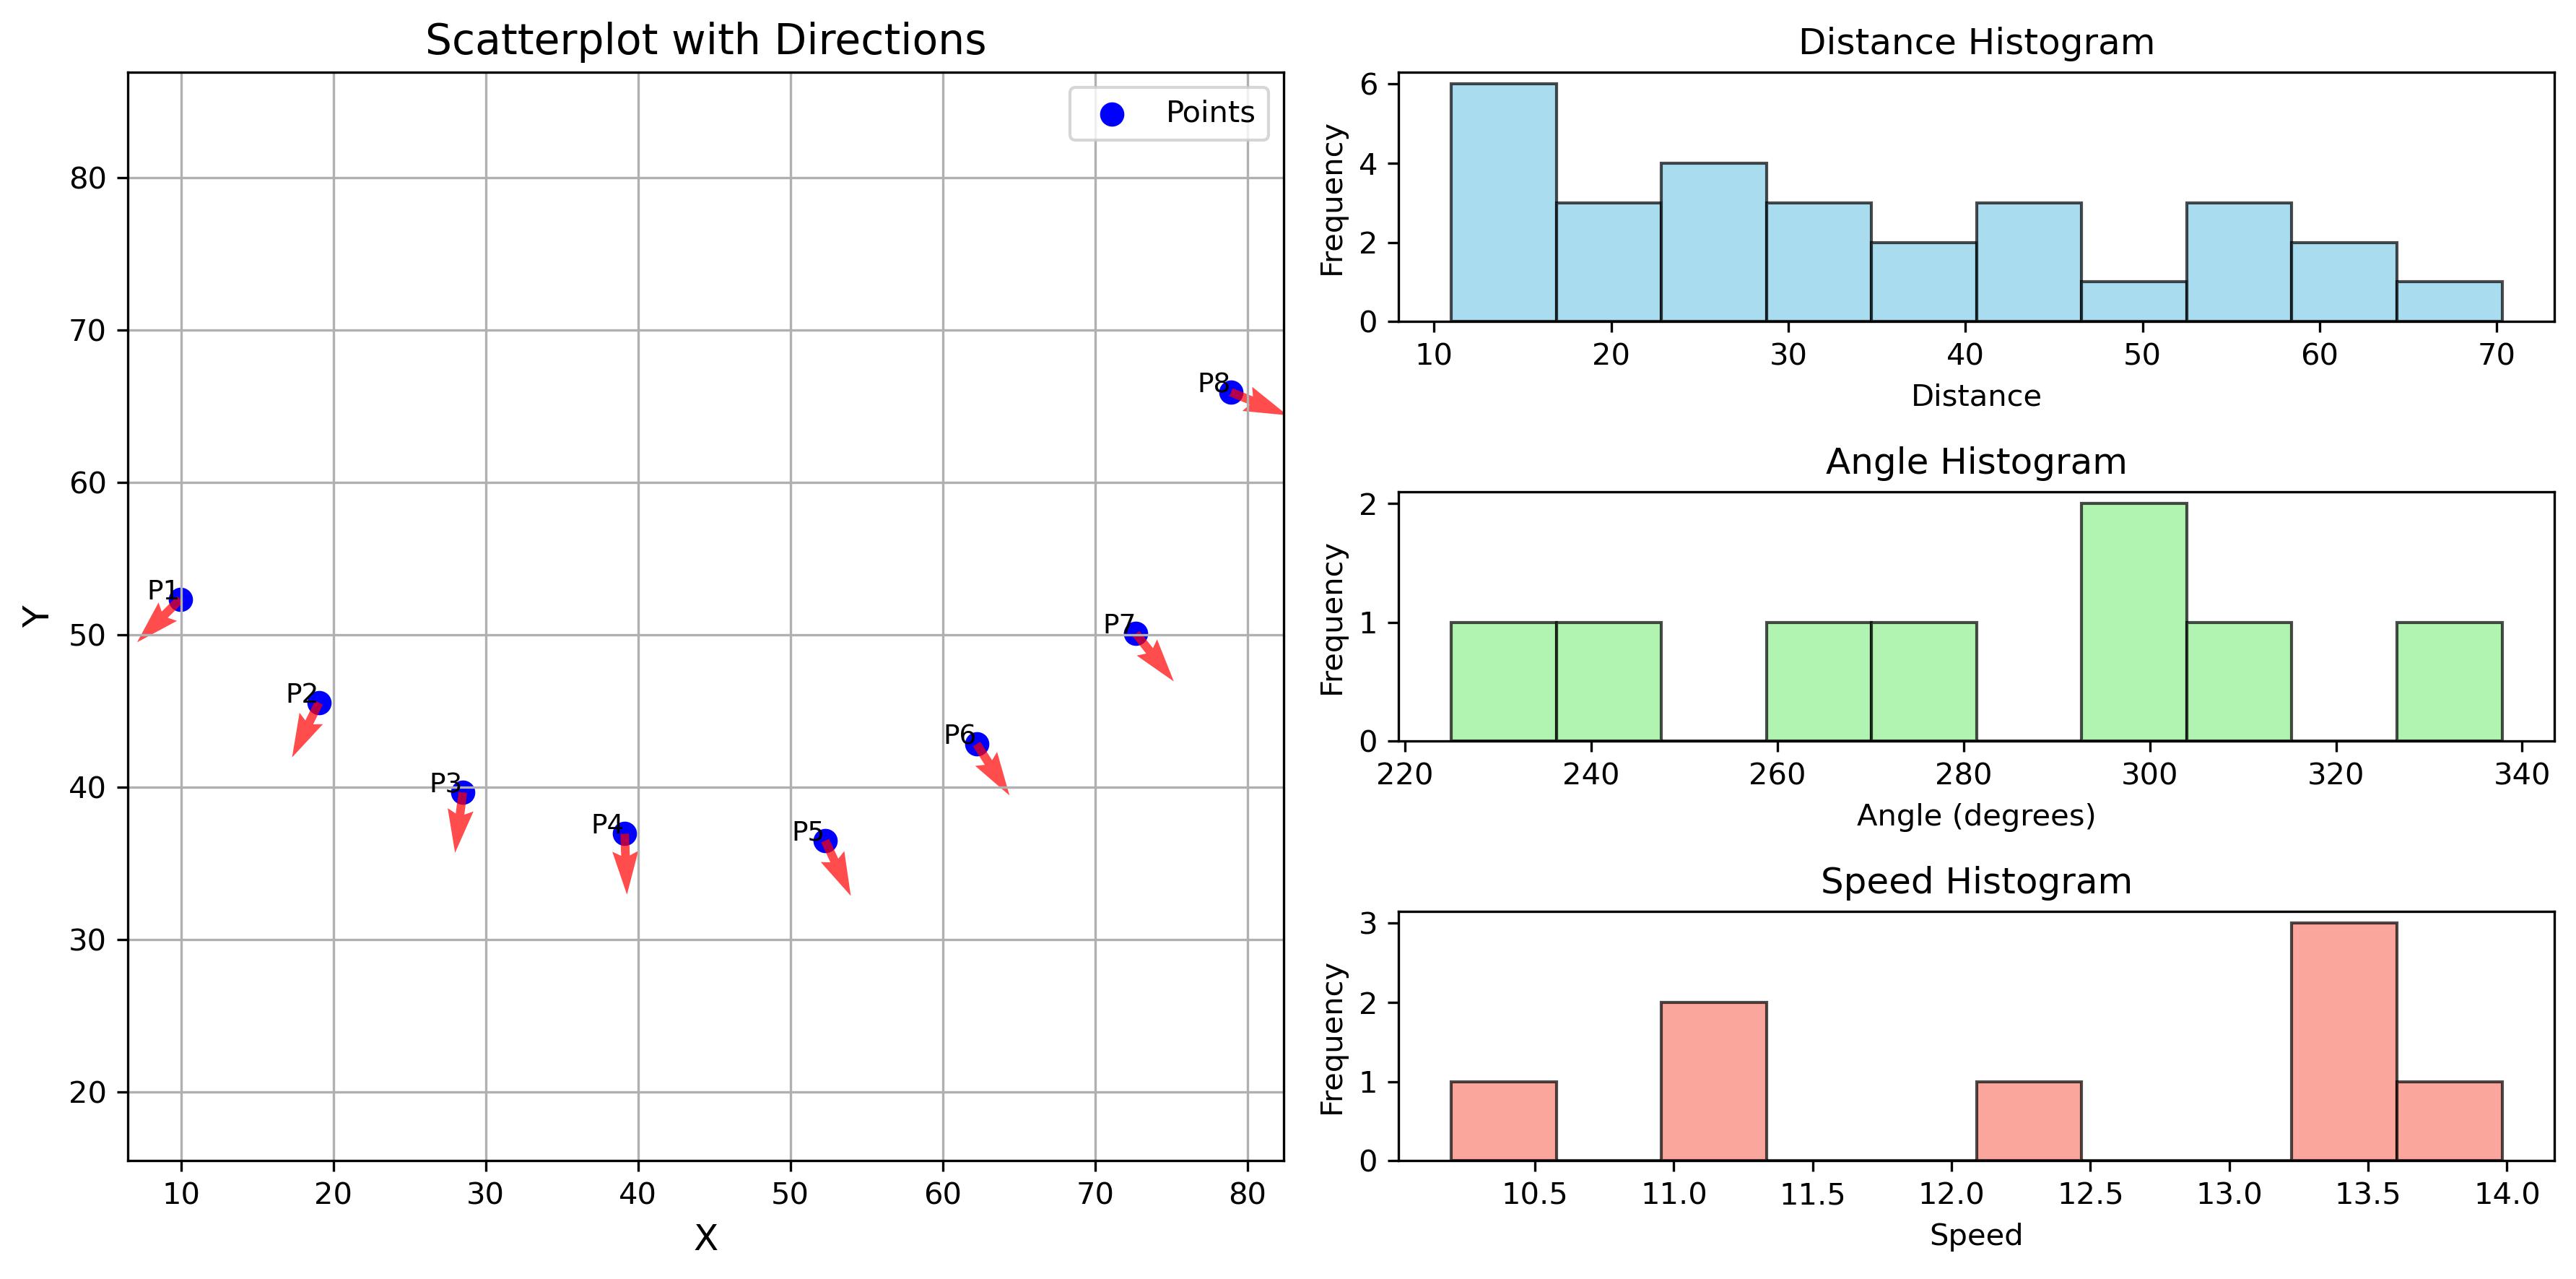 Scatterplot with Directions
Points
80
70
60
50
40
30
20
Y
P1
P2
P3
P4
P5
P6
P7
P8
10 20 30 40 50 60 70 80
X
Distance Histogram
Frequency
6
4
2
0
10 20 30 40 50 60 70
Distance
Angle Histogram
Frequency
2
1
0
220 240 260 280 300 320 340
Angle (degrees)
Speed Histogram
Frequency
3
2
1
0
10.5 11.0 11.5 12.0 12.5 13.0 13.5 14.0
Speed